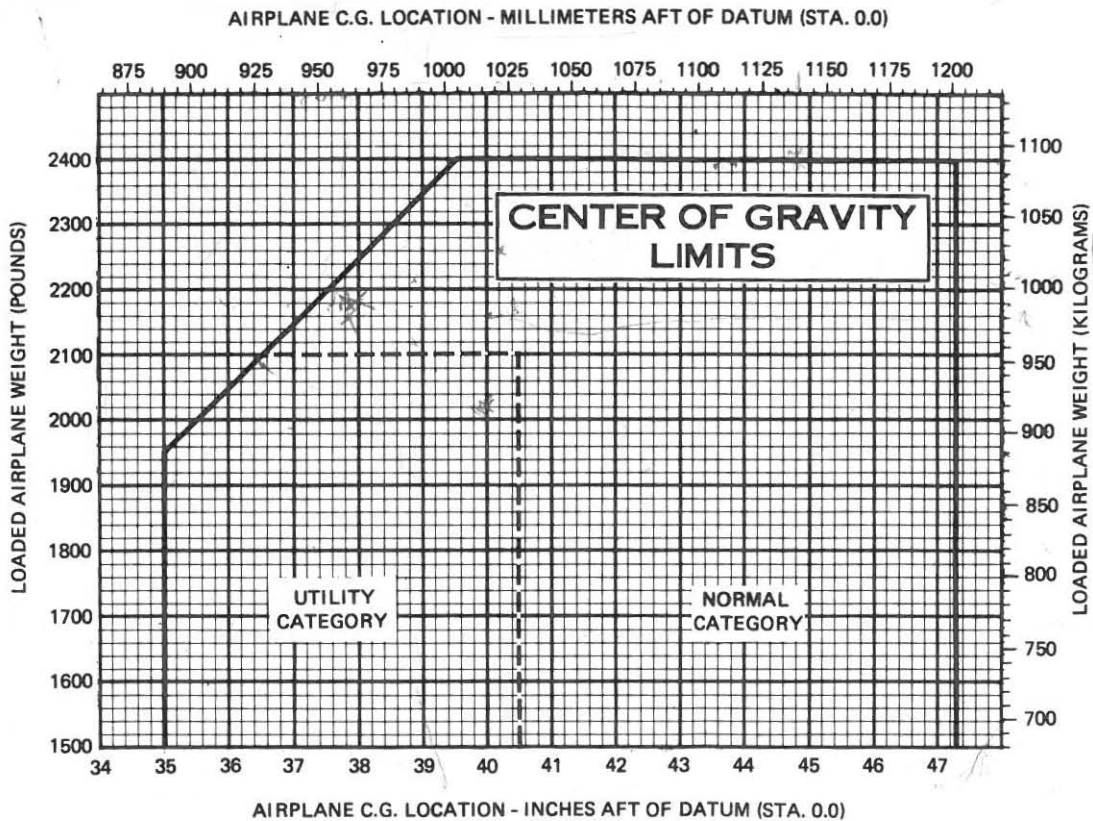 AIRPLANE C.G. LOCATION - MILLIMETERS AFT OF DATUM (STA. 0.0)
875 900 925 950 975 1000 1025 1050 1075 1100 1125 1150 1175 1200
LOADED AIRPLANE WEIGHT (POUNDS)
2400
2300
2200
2100
2000
1900
1800
1700
1600
1500
CENTER OF GRAVITY
LIMITS
UTILITY
CATEGORY
NORMAL
CATEGORY
1100
1050
1000
950
900
850
800
750
700
LOADED AIRPLANE WEIGHT (KILOGRAMS)
34 35 36 37 38 39 40 41 42 43 44 45 46 47
AIRPLANE C.G. LOCATION - INCHES AFT OF DATUM (STA. 0.0)